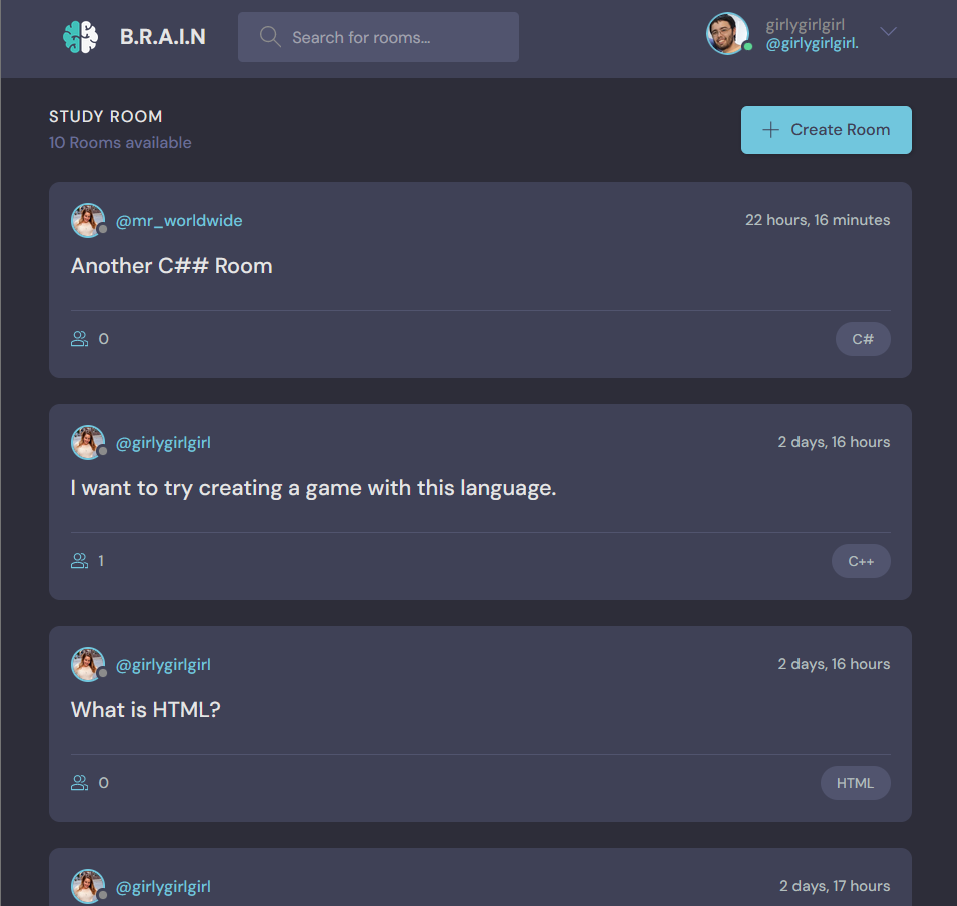 B.R.A.I.N
Search for rooms...
girlygirlgirl
@girlygirlgirl.
STUDY ROOM
10 Rooms available
Create Room
@mr_worldwide
22 hours, 16 minutes
Another C## Room
0
C#
@girlygirlgirl
2 days, 16 hours
I want to try creating a game with this language.
1
C++
@girlygirlgirl
2 days, 16 hours
What is HTML?
0
HTML
@girlygirlgirl
2 days, 17 hours